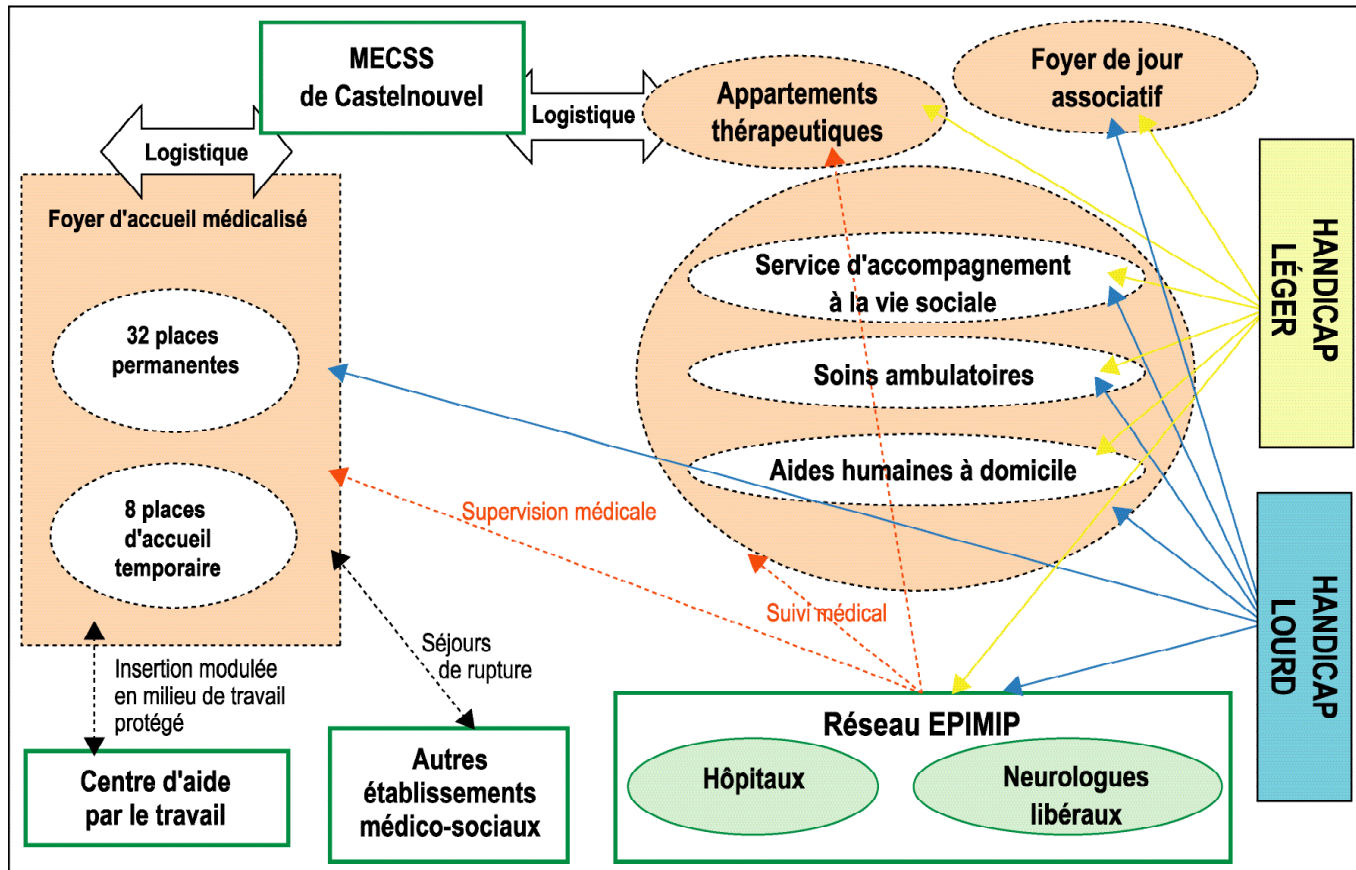 MECSS
de Castelnouvel
Logistique
Logistique
Appartements
thérapeutiques
Foyer de jour
associatif
Foyer d'accueil médicalisé
32 places
permanentes
8 places
d'accueil
temporaire
Service d'accompagnement
à la vie sociale
Soins ambulatoires
Aides humaines à domicile
HANDICAP
LÉGER
HANDICAP
LOURD
Supervision médicale
Suivi médical
Séjours
de rupture
Insertion modulée
en milieu de travail
protégé
Centre d'aide
par le travail
Autres
établissements
médico-sociaux
Réseau EPIMIP
Hôpitaux
Neurologues
libéraux